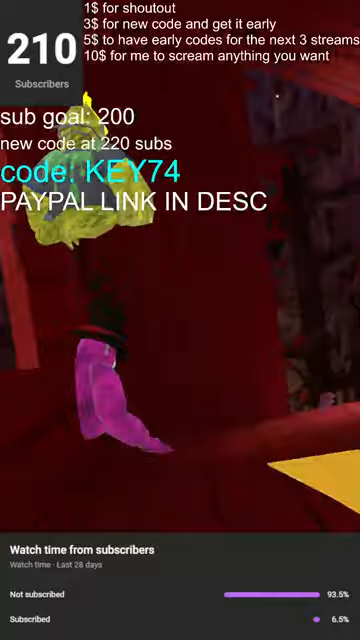 1$ for shoutout
3$ for new code and get it early
5$ to have early codes for the next 3 streams
10$ for me to scream anything you want
210
Subscribers
sub goal: 200
new code at 220 subs
code: KEY74
PAYPAL LINK IN DESC
Watch time from subscribers
Watch time · Last 28 days
Not subscribed 93.5%
Subscribed 6.5%